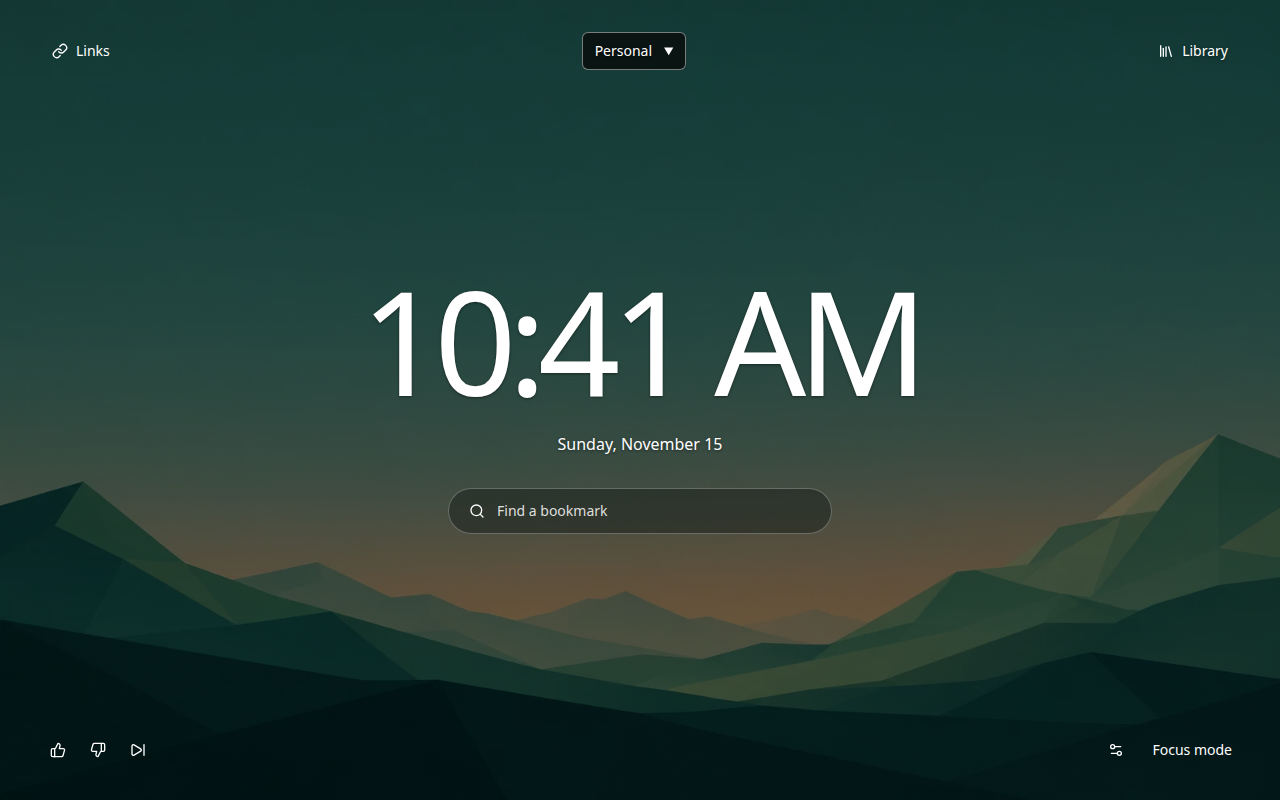 Links
Personal
Library
10:41 AM
Sunday, November 15
Find a bookmark
Focus mode